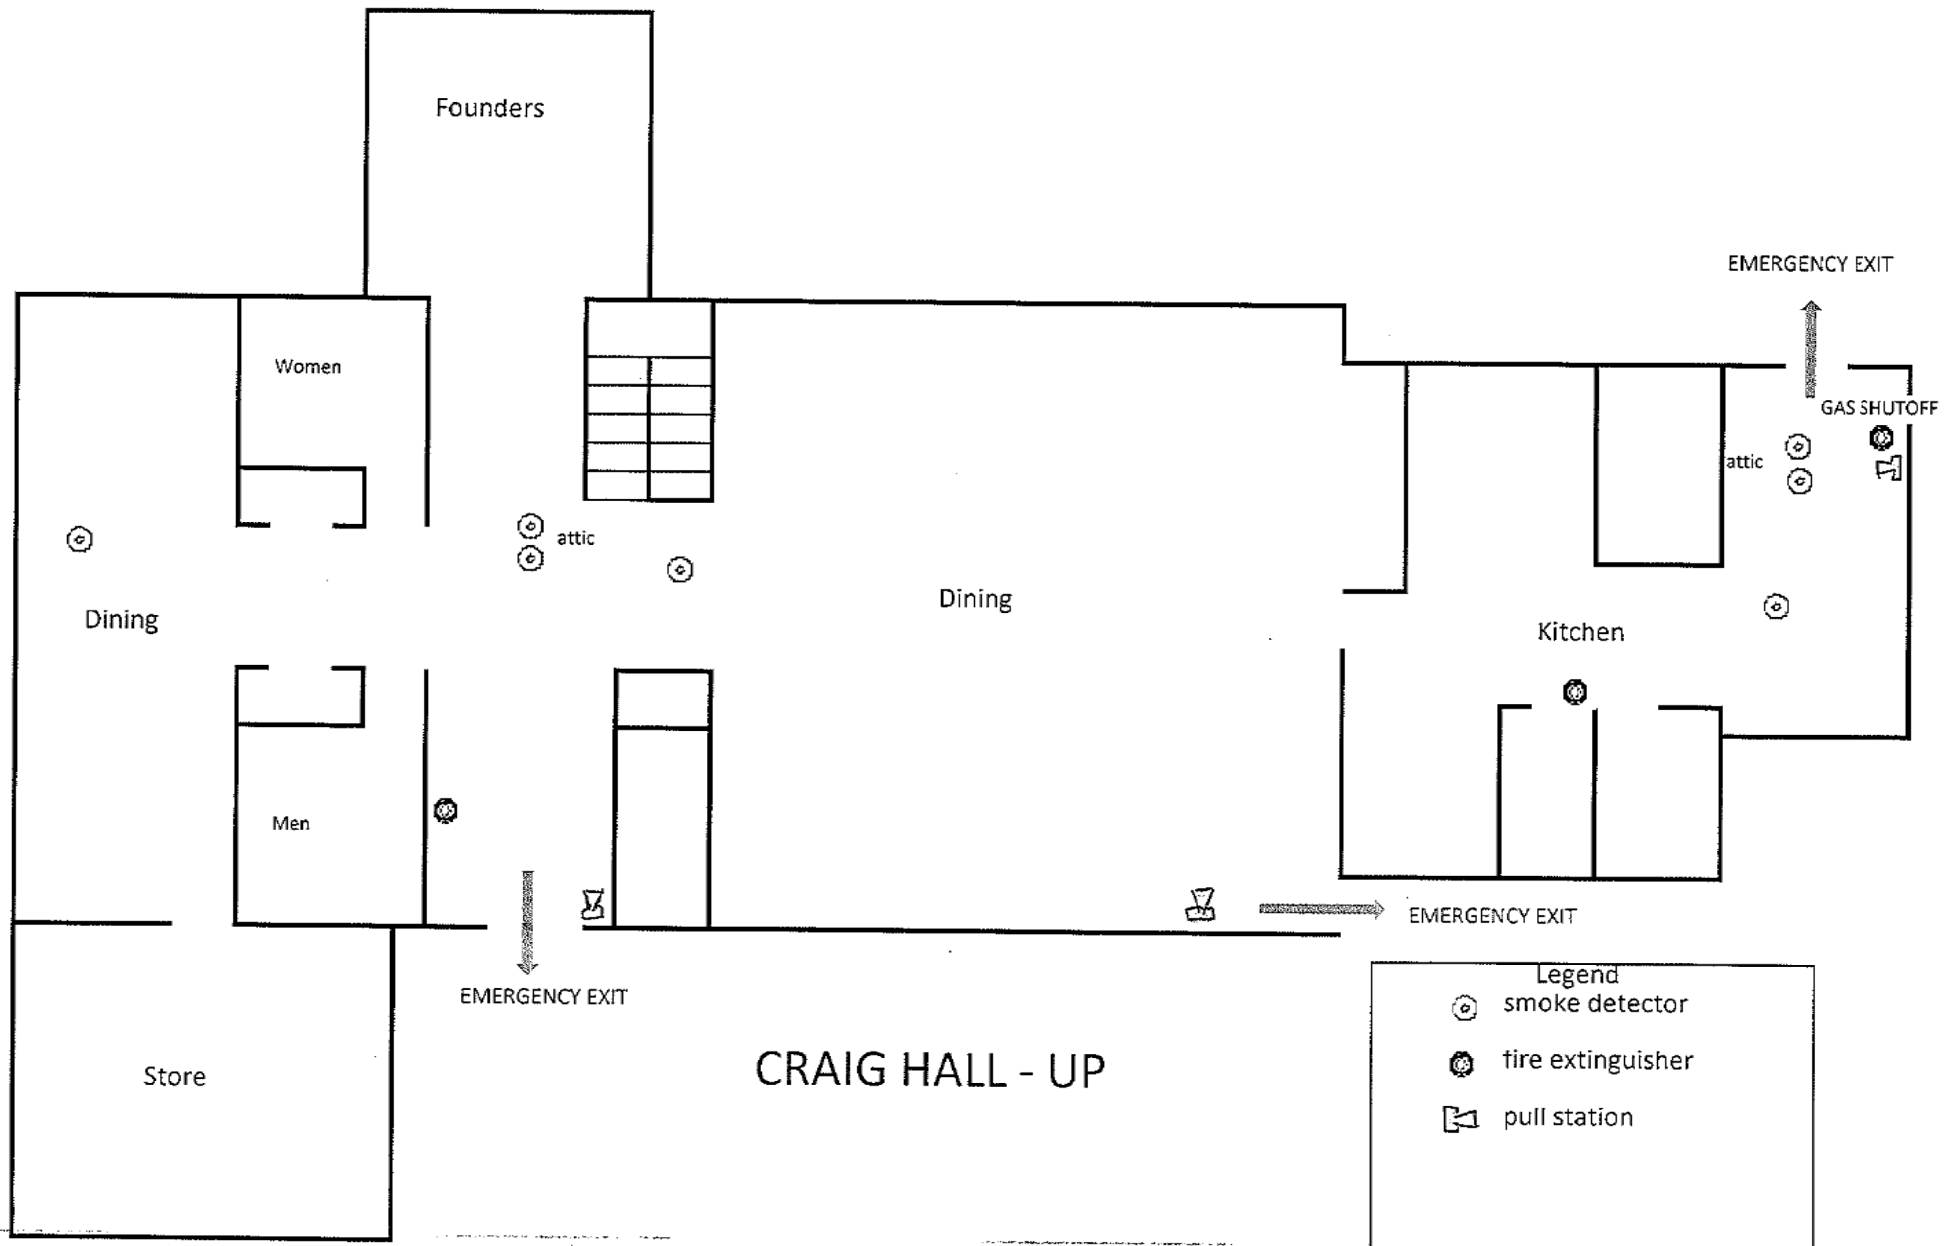 Founders
EMERGENCY EXIT
Women
GAS SHUTOFF
attic
attic
Dining
Dining
Kitchen
Men
EMERGENCY EXIT
EMERGENCY EXIT
Store
CRAIG HALL - UP
Legend
smoke detector
fire extinguisher
pull station